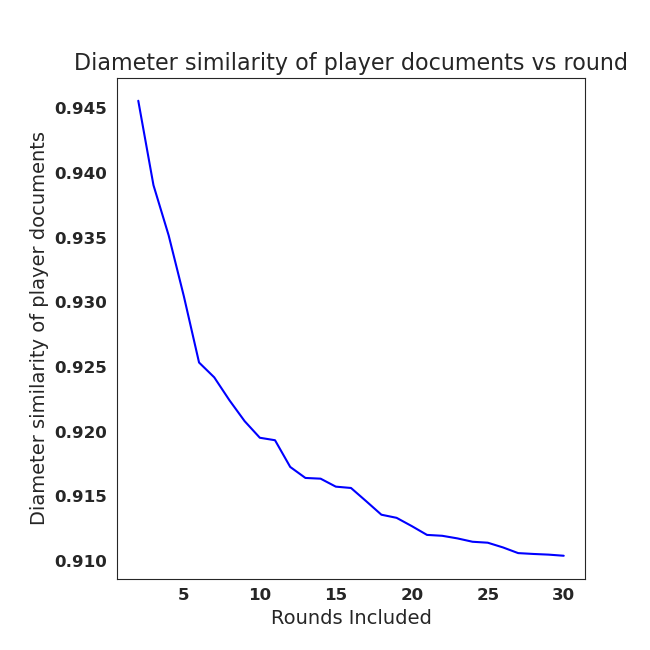 Diameter similarity of player documents vs round
Diameter similarity of player documents
0.945
0.940
0.935
0.930
0.925
0.920
0.915
0.910
5 10 15 20 25 30
Rounds Included